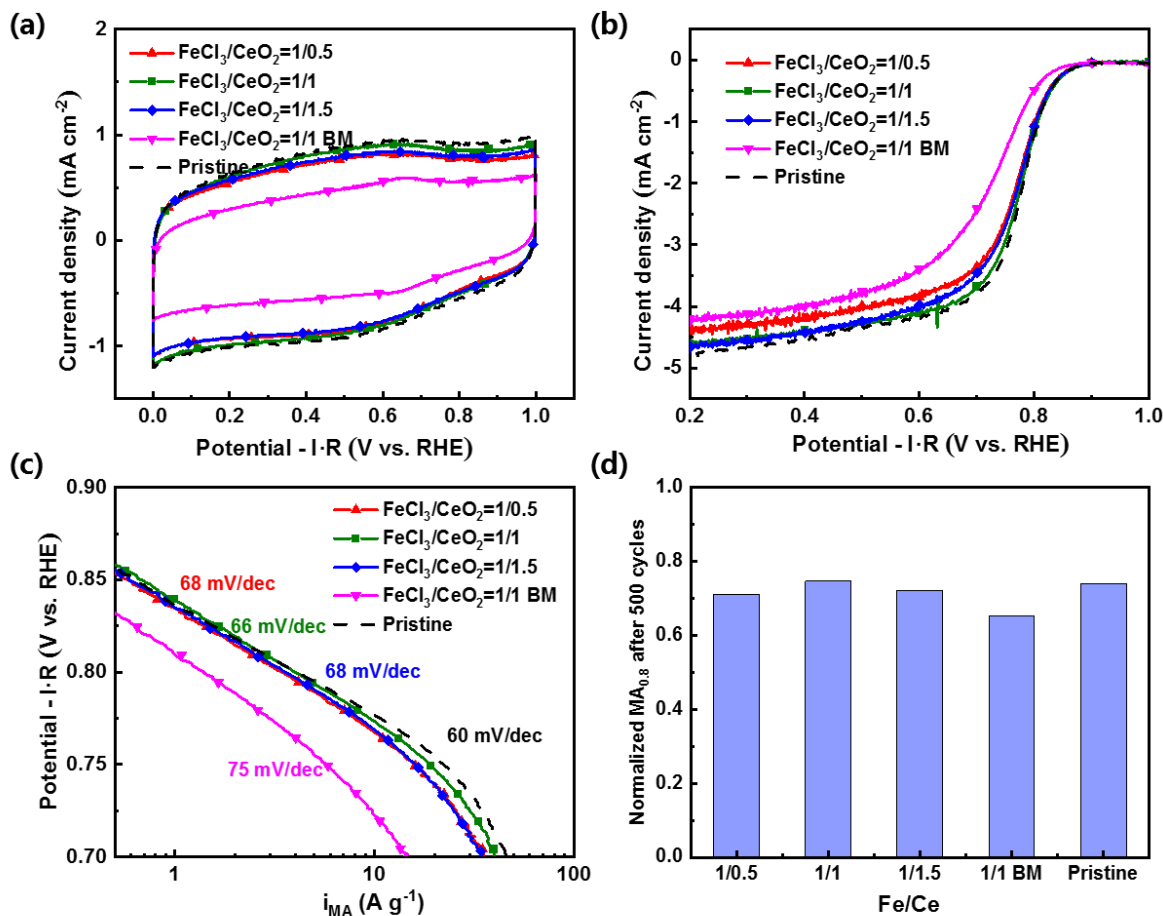 (a)
2
1
0
-1
Current density (mA cm⁻²)
FeCl₃/CeO₂=1/0.5
FeCl₃/CeO₂=1/1
FeCl₃/CeO₂=1/1.5
FeCl₃/CeO₂=1/1 BM
Pristine
0.0 0.2 0.4 0.6 0.8 1.0
Potential - I·R (V vs. RHE)
(b)
0
-1
-2
-3
-4
-5
Current density (mA cm⁻²)
FeCl₃/CeO₂=1/0.5
FeCl₃/CeO₂=1/1
FeCl₃/CeO₂=1/1.5
FeCl₃/CeO₂=1/1 BM
Pristine
0.2 0.4 0.6 0.8 1.0
Potential - I·R (V vs. RHE)
(c)
0.90
0.85
0.80
0.75
0.70
Potential - I·R (V vs. RHE)
FeCl₃/CeO₂=1/0.5
FeCl₃/CeO₂=1/1
FeCl₃/CeO₂=1/1.5
FeCl₃/CeO₂=1/1 BM
Pristine
68 mV/dec
66 mV/dec
68 mV/dec
60 mV/dec
75 mV/dec
1 10 100
i_MA (A g⁻¹)
(d)
1.0
0.8
0.6
0.4
0.2
0.0
Normalized MA₀.₈ after 500 cycles
1/0.5 1/1 1/1.5 1/1 BM Pristine
Fe/Ce